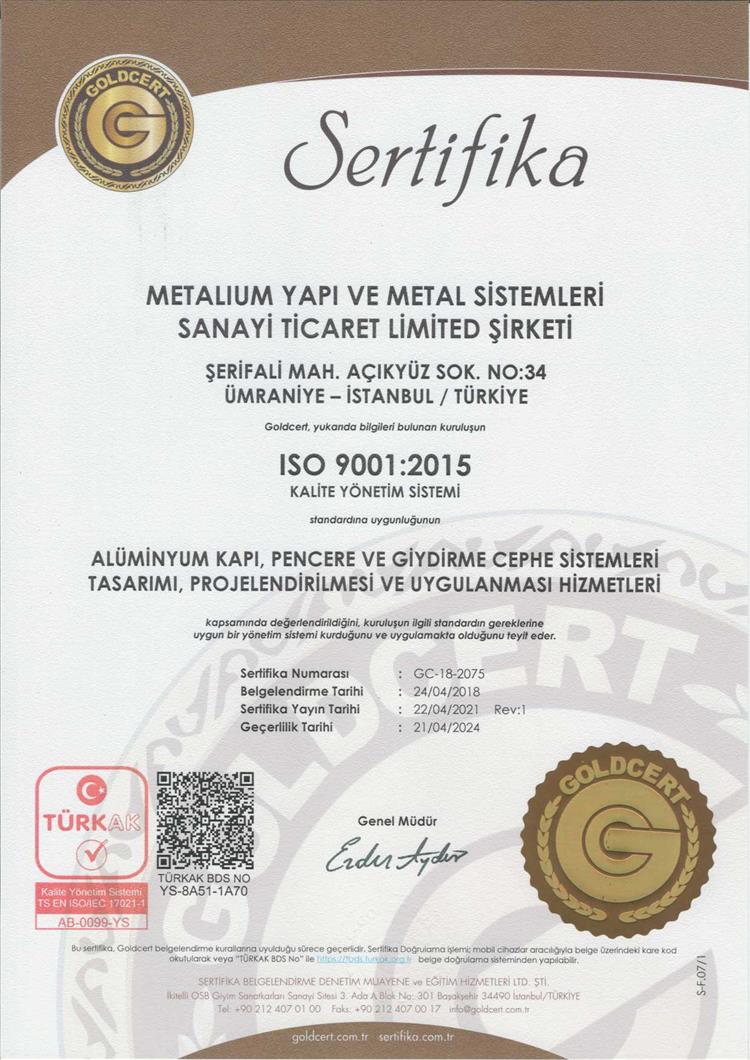 GOLDCERT
Sertifika
METALIUM YAPI VE METAL SİSTEMLERİ
SANAYİ TİCARET LİMİTED ŞİRKETİ
ŞERİFALİ MAH. AÇIKYÜZ SOK. NO:34
ÜMRANİYE – İSTANBUL / TÜRKİYE
Goldcert, yukarıda bilgileri bulunan kuruluşun
ISO 9001:2015
KALİTE YÖNETİM SİSTEMİ
standardına uygunluğunun
ALÜMİNYUM KAPI, PENCERE VE GİYDİRME CEPHE SİSTEMLERİ
TASARIMI, PROJELENDİRİLMESİ VE UYGULANMASI HİZMETLERİ
kapsamında değerlendirildiğini, kuruluşun ilgili standardın gereklerine
uygun bir yönetim sistemi kurduğunu ve uygulamakta olduğunu teyit eder.
Sertifika Numarası : GC-18-2075
Belgelendirme Tarihi : 24/04/2018
Sertifika Yayın Tarihi : 22/04/2021 Rev:1
Geçerlilik Tarihi : 21/04/2024
GOLDCERT
TÜRKAK
Kalite Yönetim Sistemi
TS EN ISO/IEC 17021-1
AB-0099-YS
TÜRKAK BDS NO
YS-8A51-1A70
Genel Müdür
GOLDCERT
Bu sertifika, Goldcert belgelendirme kurallarına uyulduğu sürece geçerlidir. Sertifika Doğrulama işlemi; mobil cihazlar aracılığıyla belge üzerindeki kare kod
okutularak veya "TÜRKAK BDS No" ile https://tbds.turkak.org.tr belge doğrulama sisteminden yapılabilir.
SERTİFİKA BELGELENDİRME DENETİM MUAYENE ve EĞİTİM HİZMETLERİ LTD. ŞTİ.
İkitelli OSB Giyim Sanatkarları Sanayi Sitesi 3. Ada A Blok No: 301 Başakşehir 34490 İstanbul/TÜRKİYE
Tel: +90 212 407 01 00 Faks: +90 212 407 00 17 info@goldcert.com.tr
goldcert.com.tr sertifika.com.tr
S-F.07/1